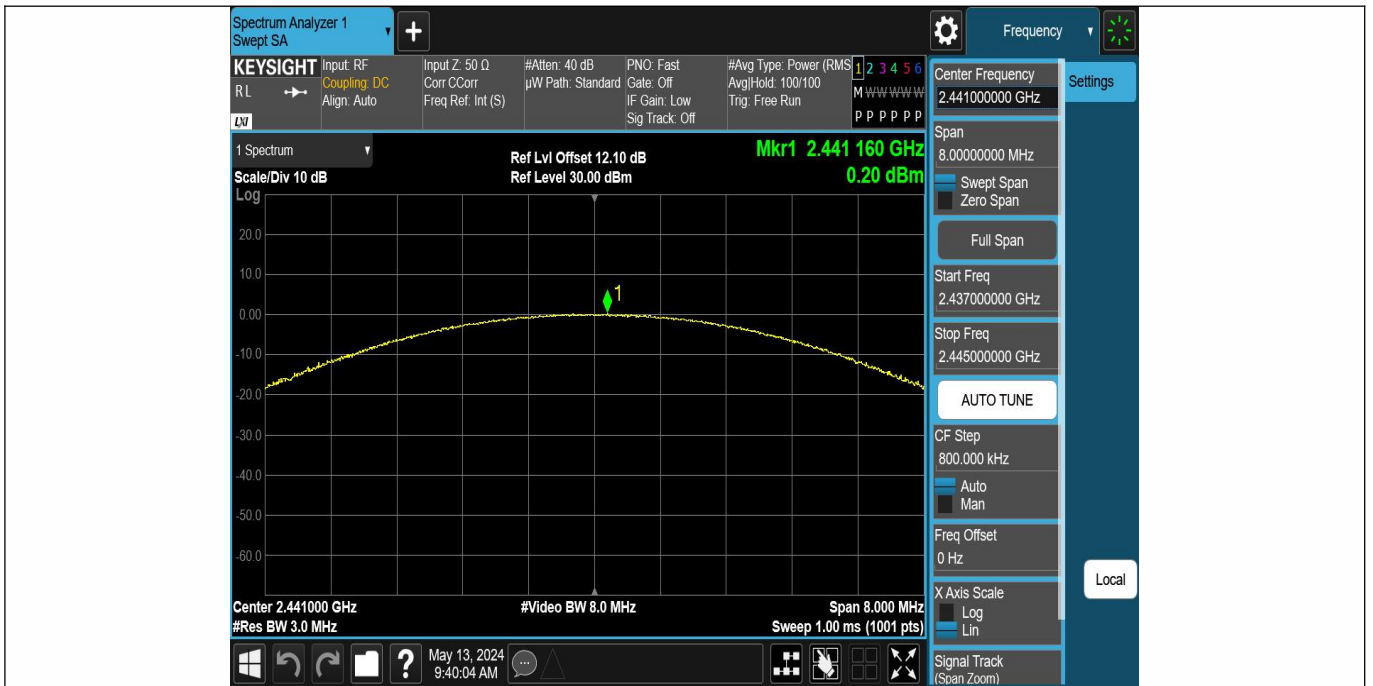 Spectrum Analyzer 1
Swept SA
+
Frequency
KEYSIGHT
RL
LXI
Input: RF
Coupling: DC
Align: Auto
Input Z: 50 Ω
Corr CCorr
Freq Ref: Int (S)
#Atten: 40 dB
µW Path: Standard
PNO: Fast
Gate: Off
IF Gain: Low
Sig Track: Off
#Avg Type: Power (RMS
Avg|Hold: 100/100
Trig: Free Run
1 2 3 4 5 6
M W W W W W
P P P P P P
Center Frequency
2.441000000 GHz
Settings
1 Spectrum
Scale/Div 10 dB
Ref Lvl Offset 12.10 dB
Ref Level 30.00 dBm
Mkr1 2.441 160 GHz
0.20 dBm
Span
8.00000000 MHz
Swept Span
Zero Span
Full Span
Start Freq
2.437000000 GHz
Stop Freq
2.445000000 GHz
AUTO TUNE
CF Step
800.000 kHz
Auto
Man
Freq Offset
0 Hz
X Axis Scale
Log
Lin
Signal Track
(Span Zoom)
Local
Log
20.0
10.0
0.00
-10.0
-20.0
-30.0
-40.0
-50.0
-60.0
1
Center 2.441000 GHz
#Video BW 8.0 MHz
Span 8.000 MHz
#Res BW 3.0 MHz
Sweep 1.00 ms (1001 pts)
?
May 13, 2024
9:40:04 AM